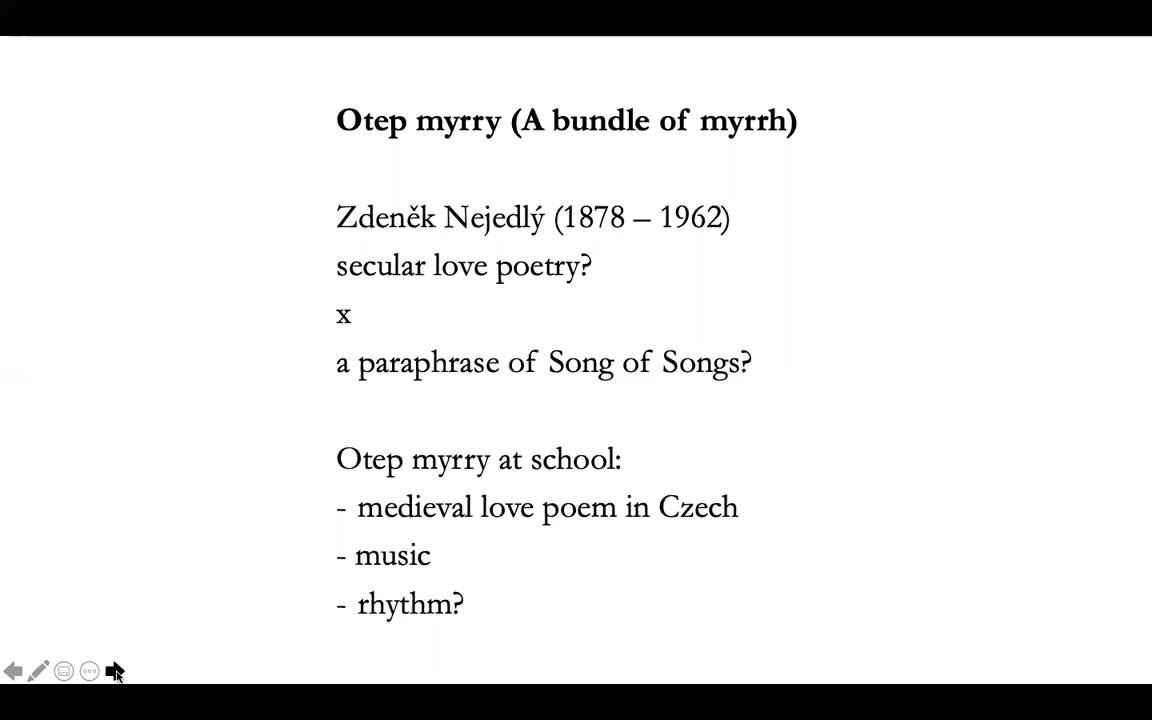 Otep myrry (A bundle of myrrh)
Zdeněk Nejedlý (1878 – 1962)
secular love poetry?
x
a paraphrase of Song of Songs?
Otep myrry at school:
- medieval love poem in Czech
- music
- rhythm?